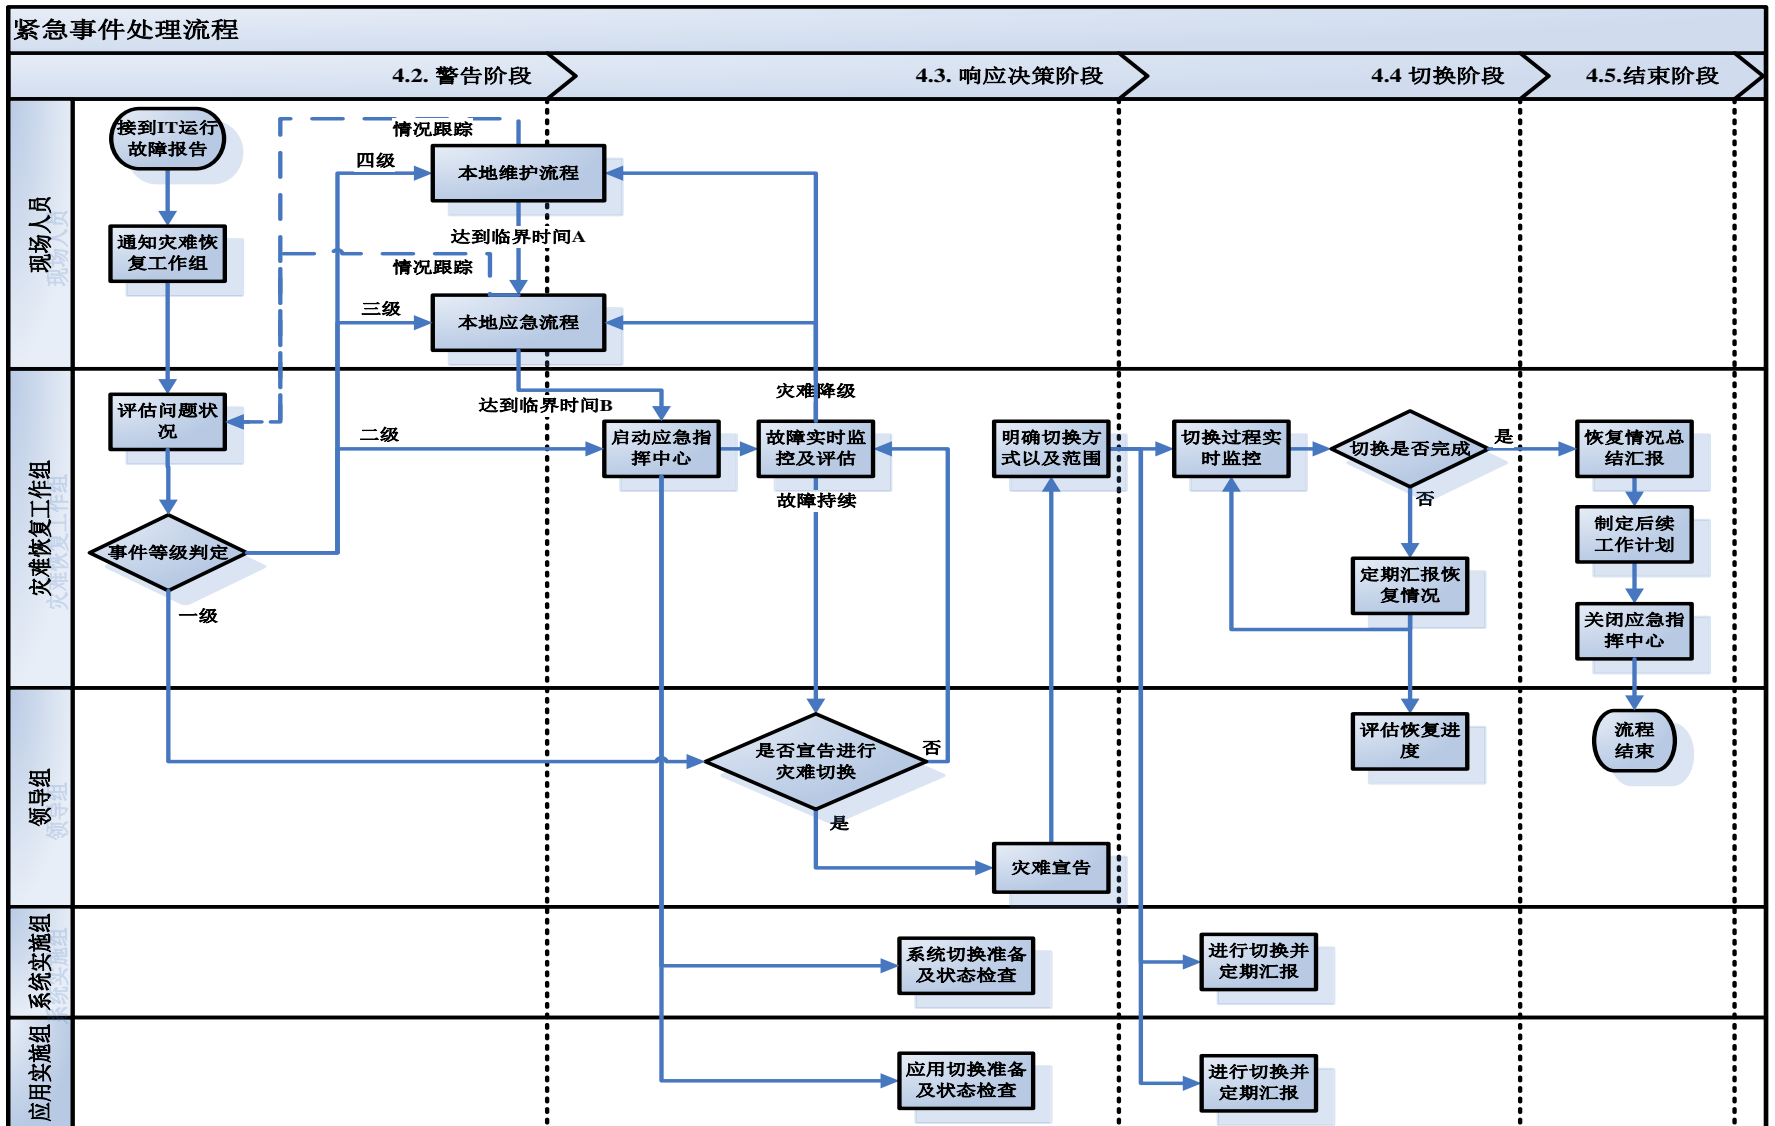 紧急事件处理流程
4.2. 警告阶段
4.3. 响应决策阶段
4.4 切换阶段
4.5.结束阶段
现场人员
接到IT运行
故障报告
通知灾难恢
复工作组
情况跟踪
四级
本地维护流程
达到临界时间A
情况跟踪
三级
本地应急流程
灾难恢复工作组
评估问题状
况
事件等级判定
一级
二级
达到临界时间B
启动应急指
挥中心
灾难降级
故障实时监
控及评估
故障持续
明确切换方
式以及范围
切换过程实
时监控
切换是否完成
是
否
定期汇报恢
复情况
恢复情况总
结汇报
制定后续
工作计划
关闭应急指
挥中心
领导组
是否宣告进行
灾难切换
否
是
灾难宣告
评估恢复进
度
流程
结束
系统实施组
系统切换准备
及状态检查
进行切换并
定期汇报
应用实施组
应用切换准备
及状态检查
进行切换并
定期汇报